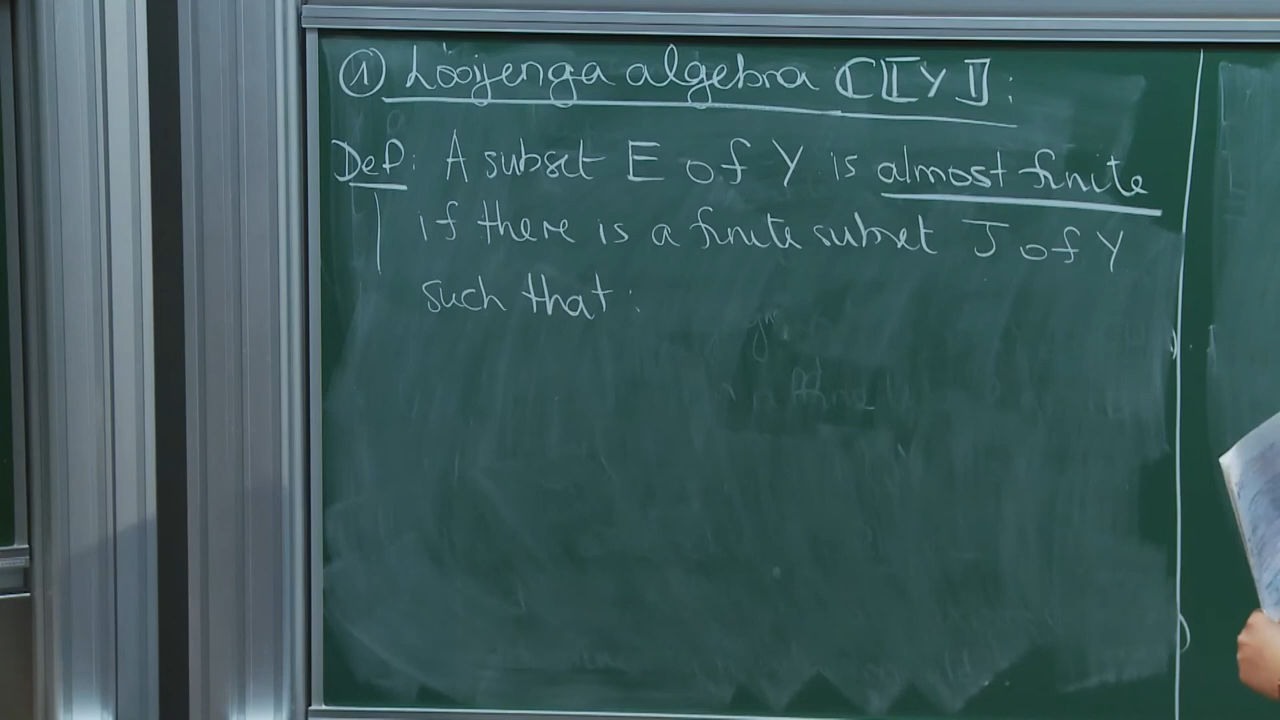 ① Looijenga algebra ℂ⟦Y⟧ :
Def : A subset E of Y is almost finite
if there is a finite subset J of Y
such that :